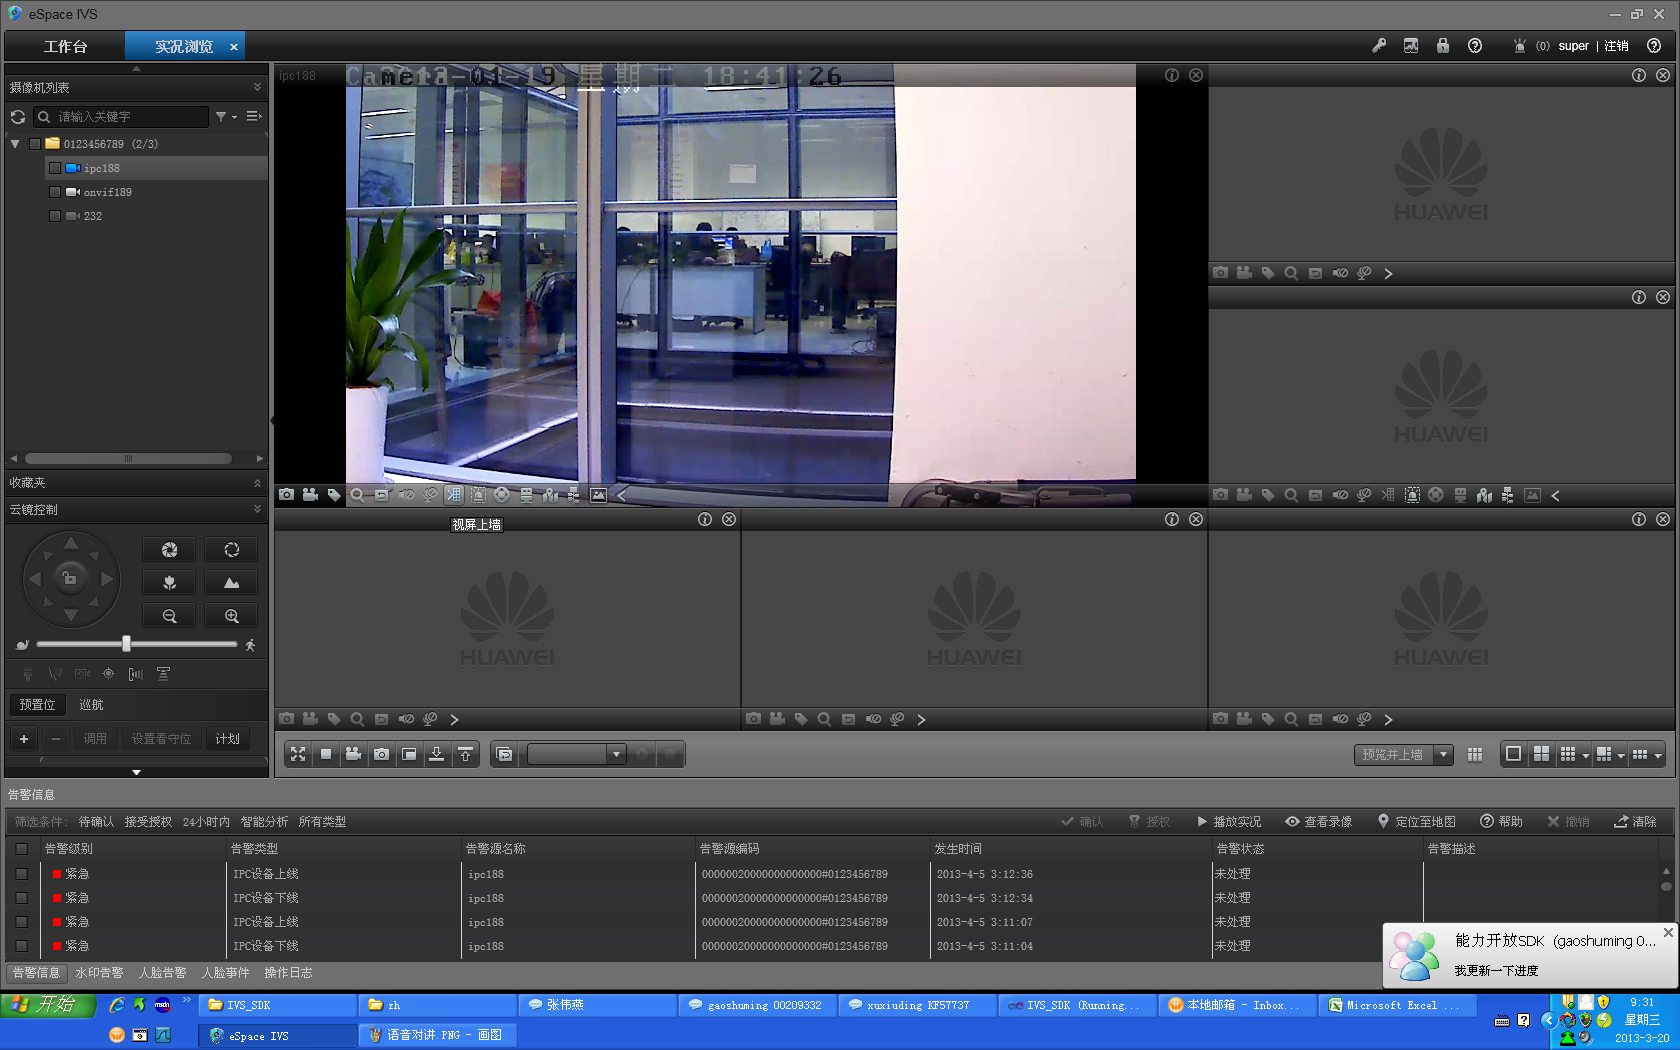 eSpace IVS
工作台
实况浏览
(0) super | 注销
摄像机列表
请输入关键字
0123456789 (2/3)
ipc188
onvif189
232
ipc188
Camera-01-19 星期二 18:41:26
HUAWEI
HUAWEI
收藏夹
云镜控制
视屏上墙
HUAWEI
HUAWEI
HUAWEI
预置位 巡航
调用 设置看守位 计划
预览并上墙
告警信息
筛选条件: 待确认 接受授权 24小时内 智能分析 所有类型
确认 授权 播放实况 查看录像 定位至地图 帮助 撤销 清除
告警级别 告警类型 告警源名称 告警源编码 发生时间 告警状态 告警描述
紧急 IPC设备上线 ipc188 00000020000000000000#0123456789 2013-4-5 3:12:36 未处理
紧急 IPC设备下线 ipc188 00000020000000000000#0123456789 2013-4-5 3:12:34 未处理
紧急 IPC设备上线 ipc188 00000020000000000000#0123456789 2013-4-5 3:11:07 未处理
紧急 IPC设备下线 ipc188 00000020000000000000#0123456789 2013-4-5 3:11:04 未处理
能力开放SDK (gaoshuming 0...
我更新一下进度
告警信息 水印告警 人脸告警 人脸事件 操作日志
开始
msdn
IVS_SDK
zh
张伟燕
gaoshuming 00209332
xuxiuding KF57737
IVS_SDK (Running...
本地邮箱 - Inbox...
Microsoft Excel ...
eSpace IVS
语音对讲.PNG - 画图
9:31
星期三
2013-3-20